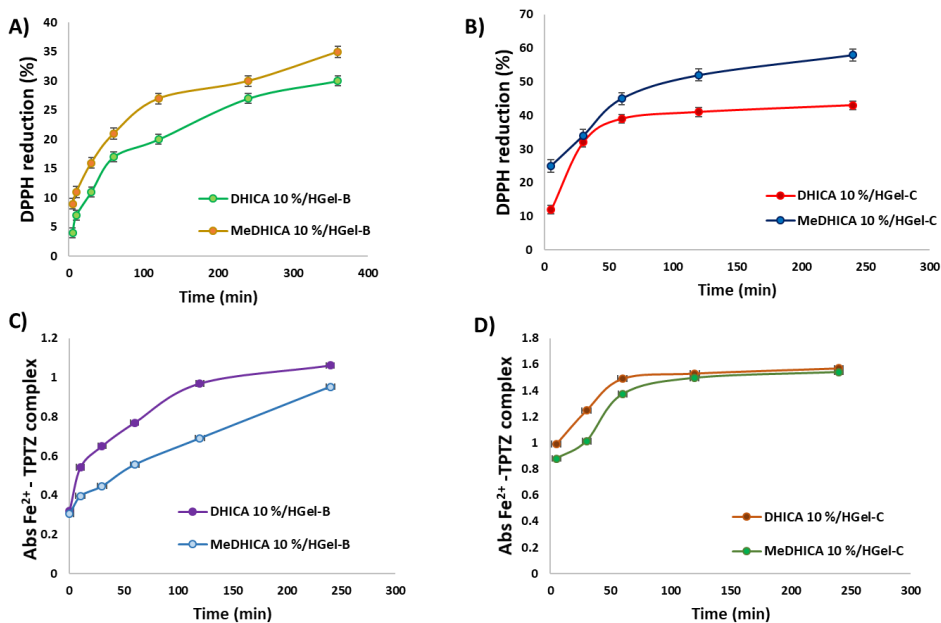 A)
DPPH reduction (%)
40
35
30
25
20
15
10
5
0
0 100 200 300 400
Time (min)
DHICA 10 %/HGel-B
MeDHICA 10 %/HGel-B
B)
DPPH reduction (%)
70
60
50
40
30
20
10
0
0 50 100 150 200 250 300
Time (min)
DHICA 10 %/HGel-C
MeDHICA 10 %/HGel-C
C)
Abs Fe²⁺ - TPTZ complex
1.2
1
0.8
0.6
0.4
0.2
0
0 50 100 150 200 250 300
Time (min)
DHICA 10 %/HGel-B
MeDHICA 10 %/HGel-B
D)
Abs Fe²⁺ -TPTZ complex
1.8
1.6
1.4
1.2
1
0.8
0.6
0.4
0.2
0
0 50 100 150 200 250 300
Time (min)
DHICA 10 %/HGel-C
MeDHICA 10 %/HGel-C